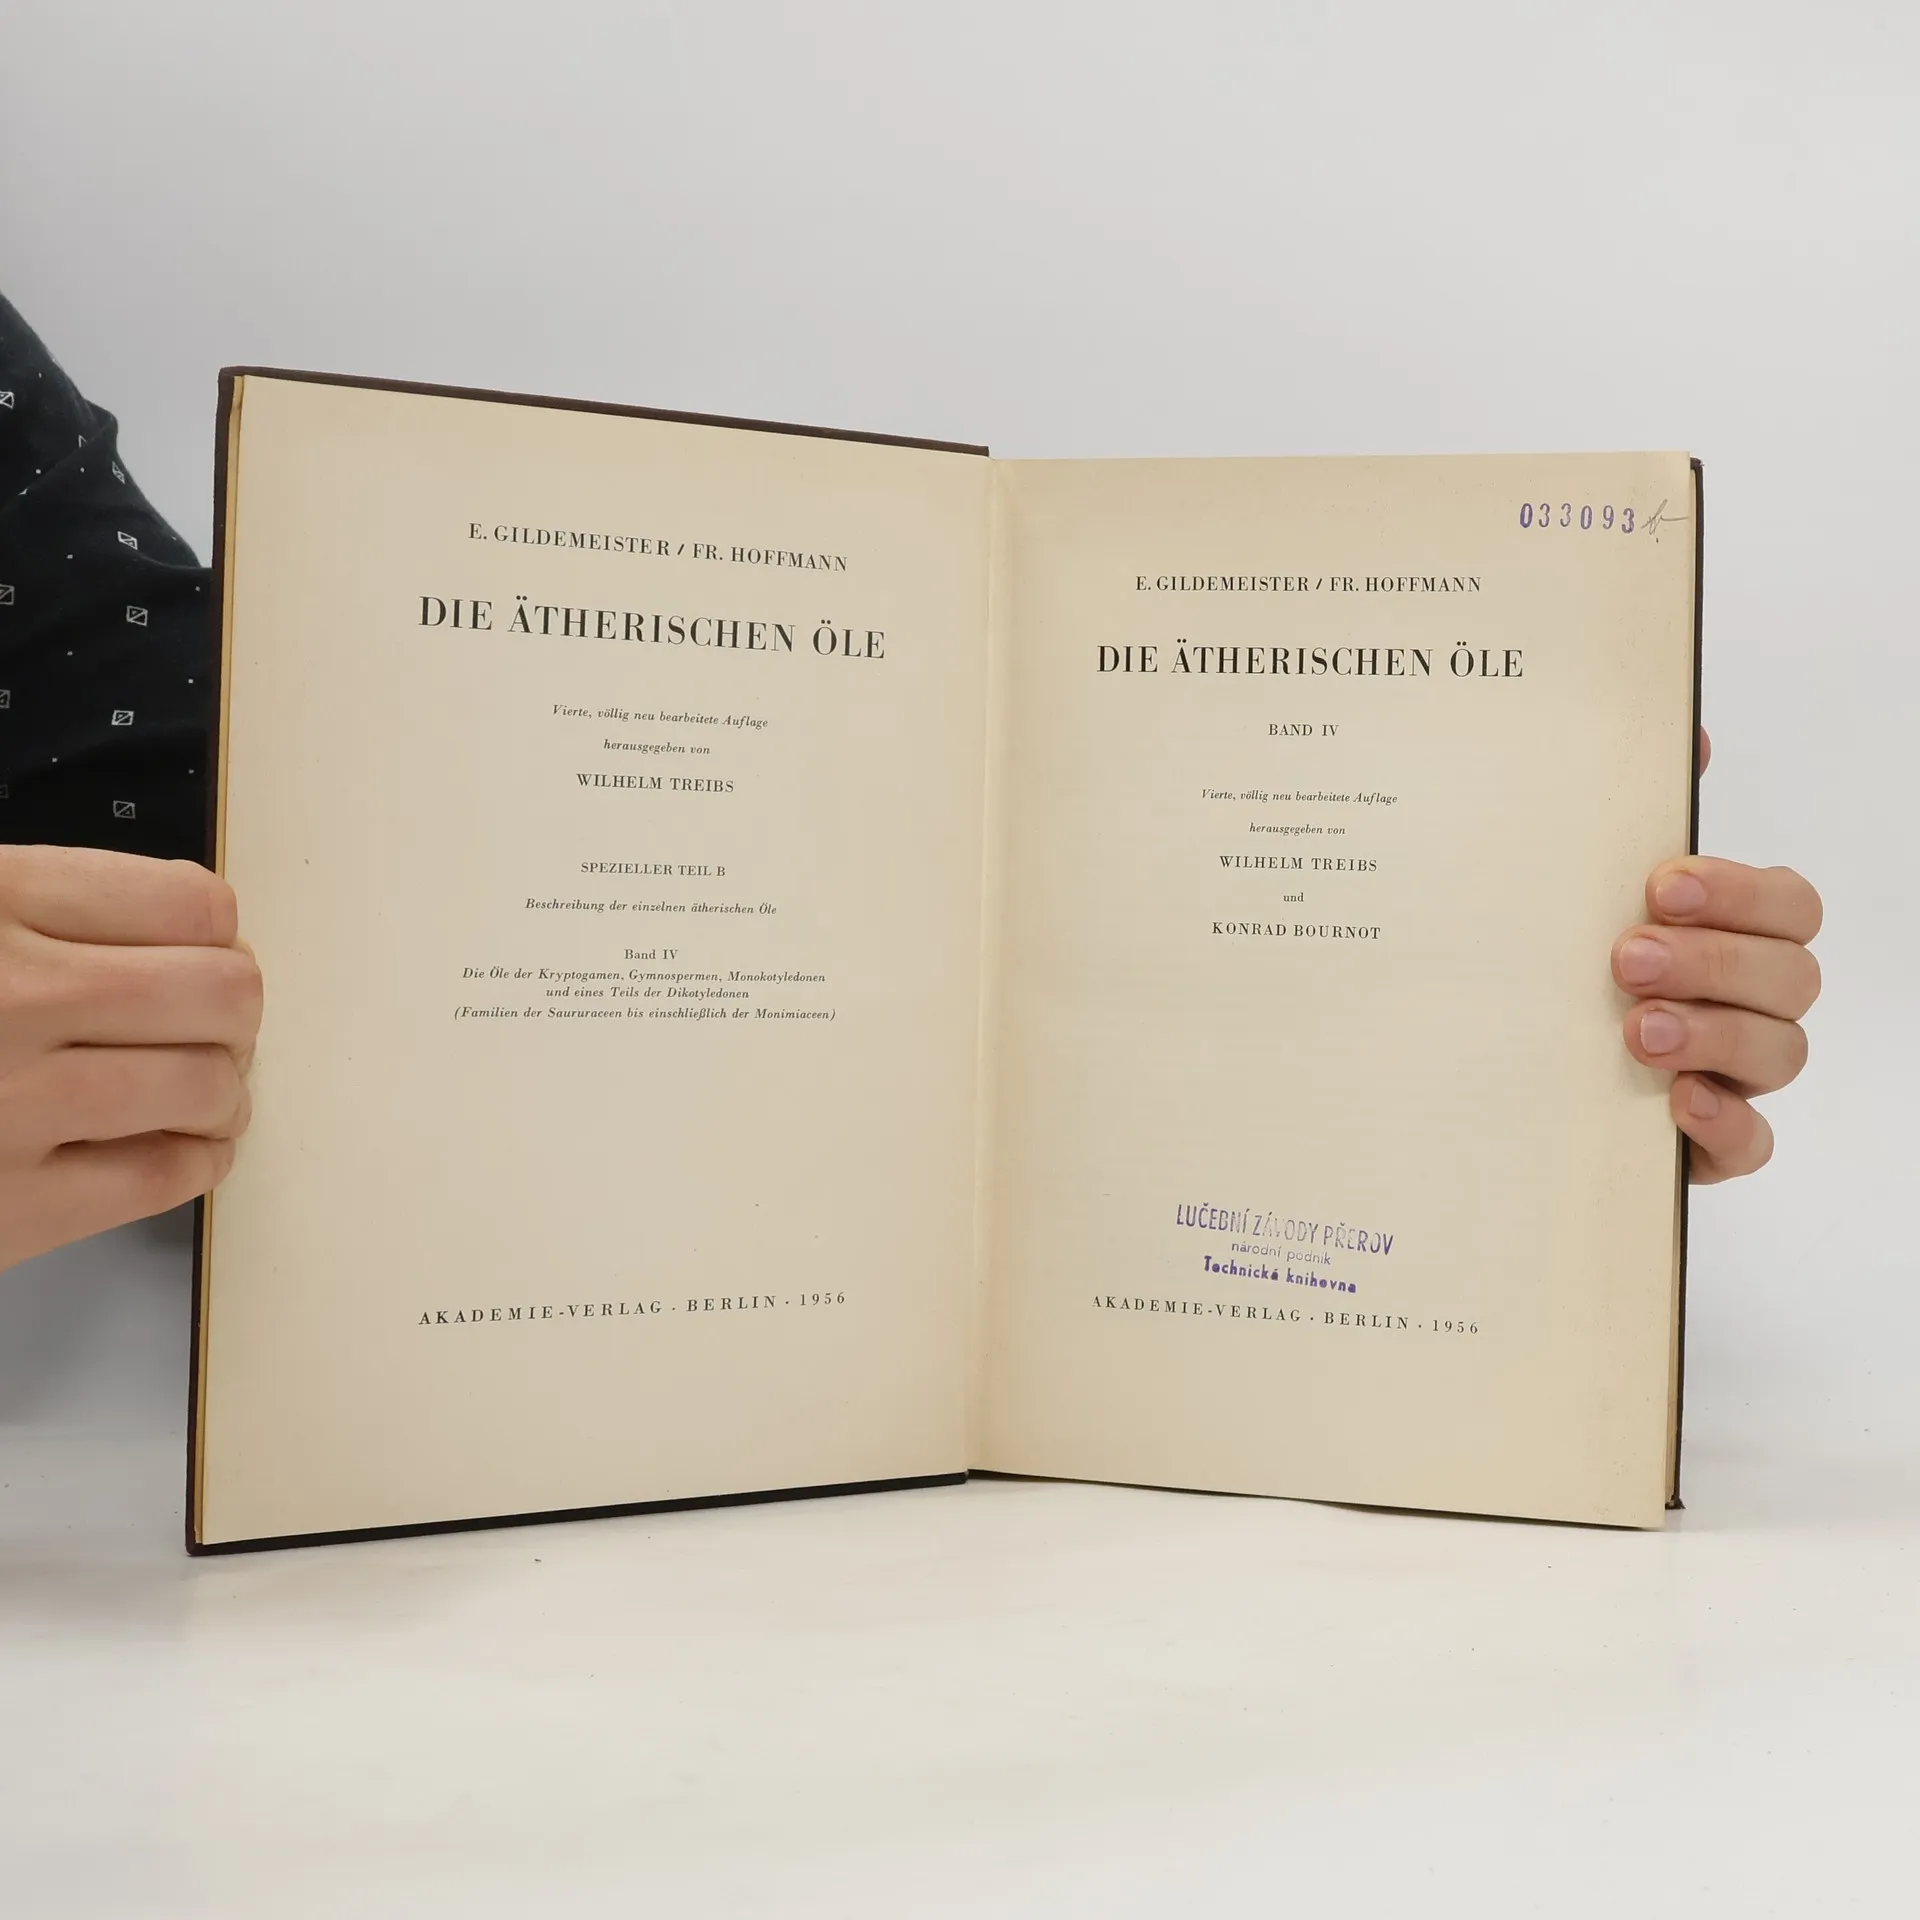 E. GILDEMEISTER / FR. HOFFMANN
DIE ÄTHERISCHEN ÖLE
Vierte, völlig neu bearbeitete Auflage
herausgegeben von
WILHELM TREIBS
SPEZIELLER TEIL B
Beschreibung der einzelnen ätherischen Öle
Band IV
Die Öle der Kryptogamen, Gymnospermen, Monokotyledonen
und eines Teils der Dikotyledonen
(Familien der Saururaceen bis einschließlich der Monimiaceen)
AKADEMIE-VERLAG · BERLIN · 1956
033093
E. GILDEMEISTER / FR. HOFFMANN
DIE ÄTHERISCHEN ÖLE
BAND IV
Vierte, völlig neu bearbeitete Auflage
herausgegeben von
WILHELM TREIBS
und
KONRAD BOURNOT
LUČEBNÍ ZÁVODY PŘEROV
národní podnik
Technická knihovna
AKADEMIE-VERLAG · BERLIN · 1956